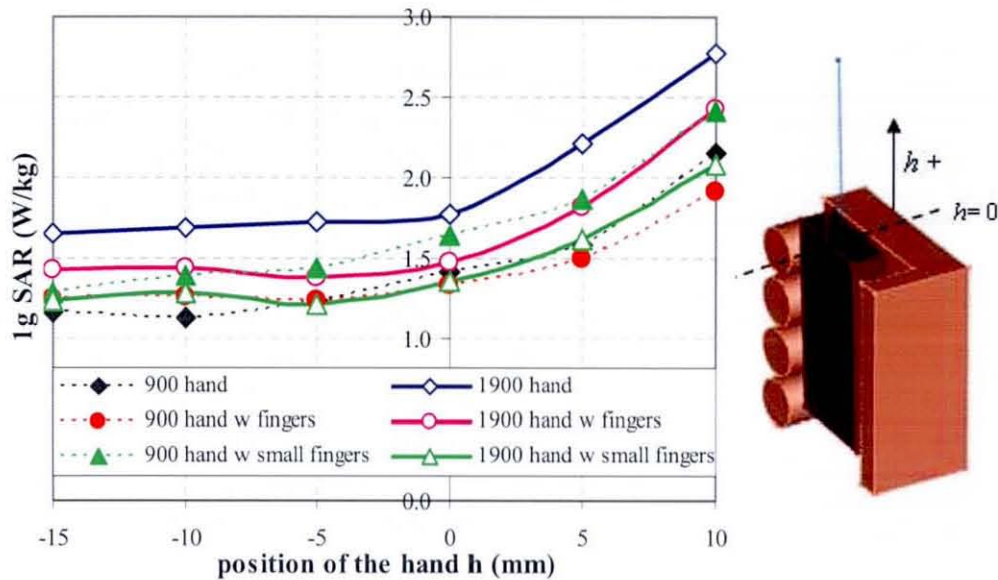 3.0
2.5
2.0
1.5
1.0
0.0
1g SAR (W/kg)
900 hand
1900 hand
900 hand w fingers
1900 hand w fingers
900 hand w small fingers
1900 hand w small fingers
-15
-10
-5
0
5
10
position of the hand h (mm)
h +
h=0